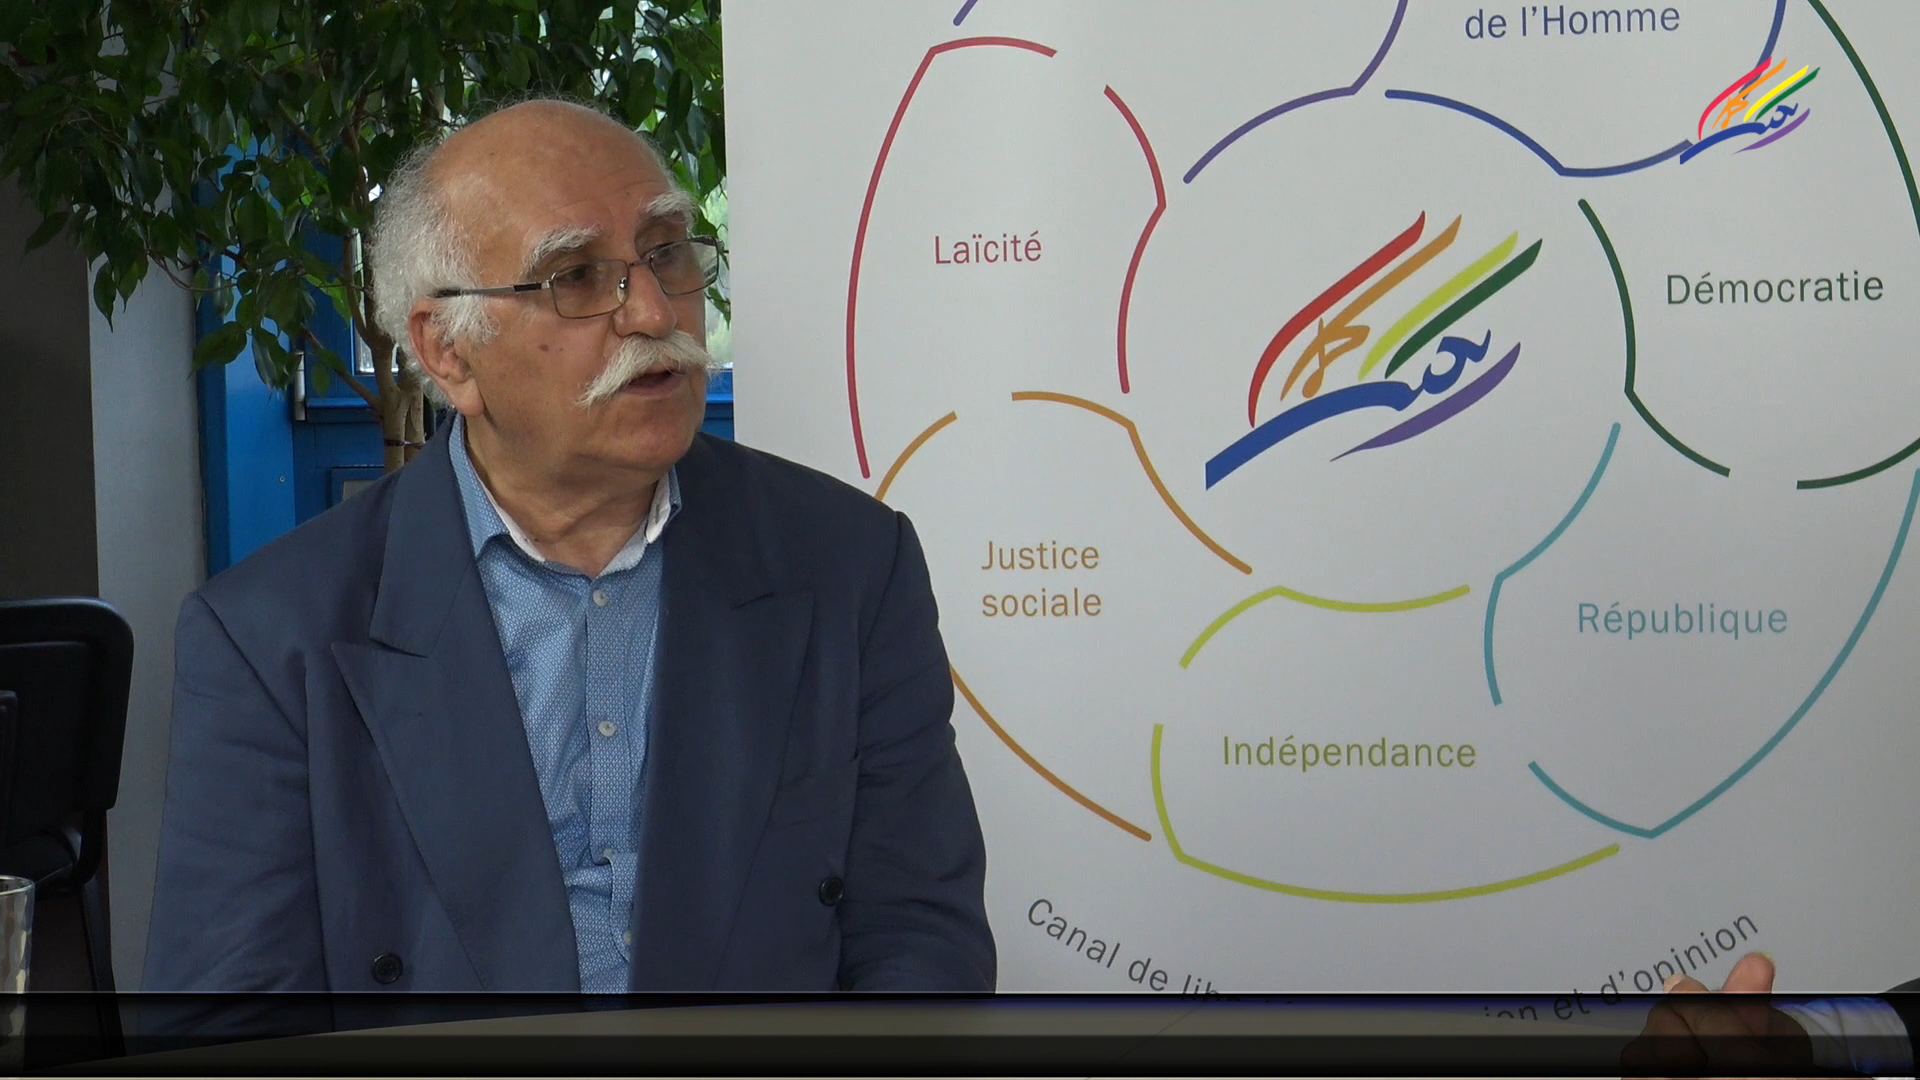 de l'Homme
Laïcité
Démocratie
Justice
sociale
République
Indépendance
Canal de
et d'opinion